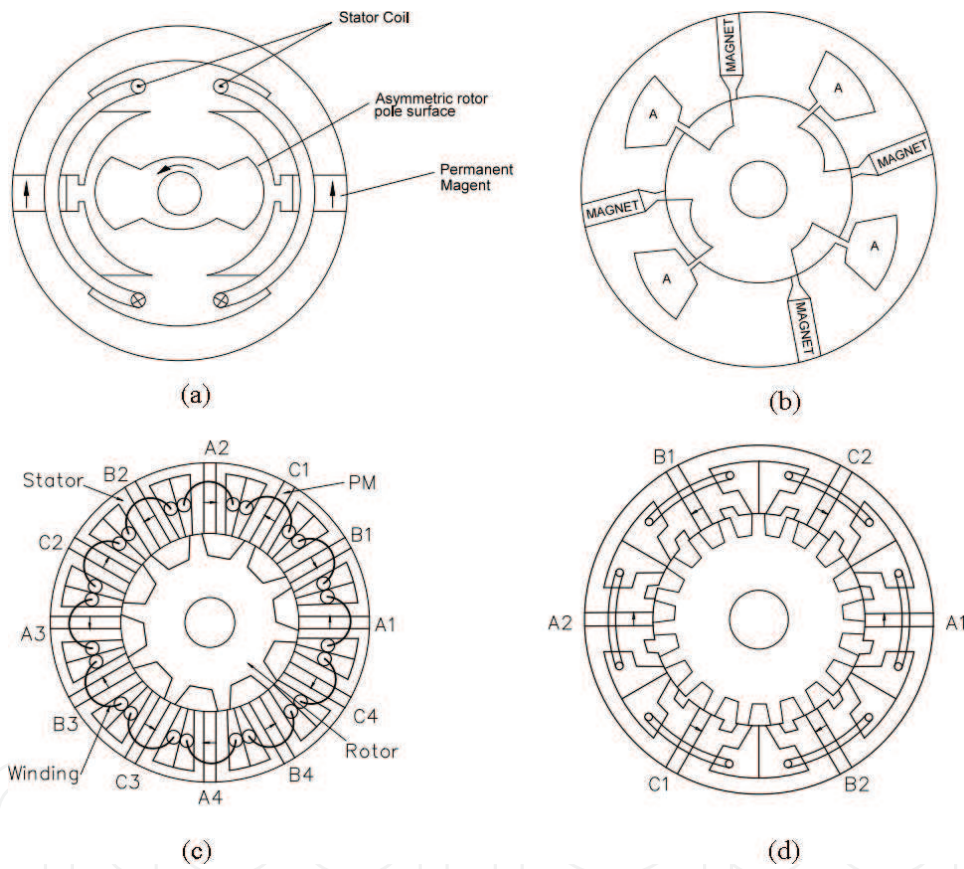 Stator Coil
Asymmetric rotor
pole surface
Permanent
Magent
(a)
MAGNET
A
A
MAGNET
MAGNET
A
A
MAGNET
(b)
A2
B2
C1
Stator
PM
C2
B1
A3
A1
B3
C4
Rotor
Winding
C3
B4
A4
(c)
B1
C2
A2
A1
C1
B2
(d)